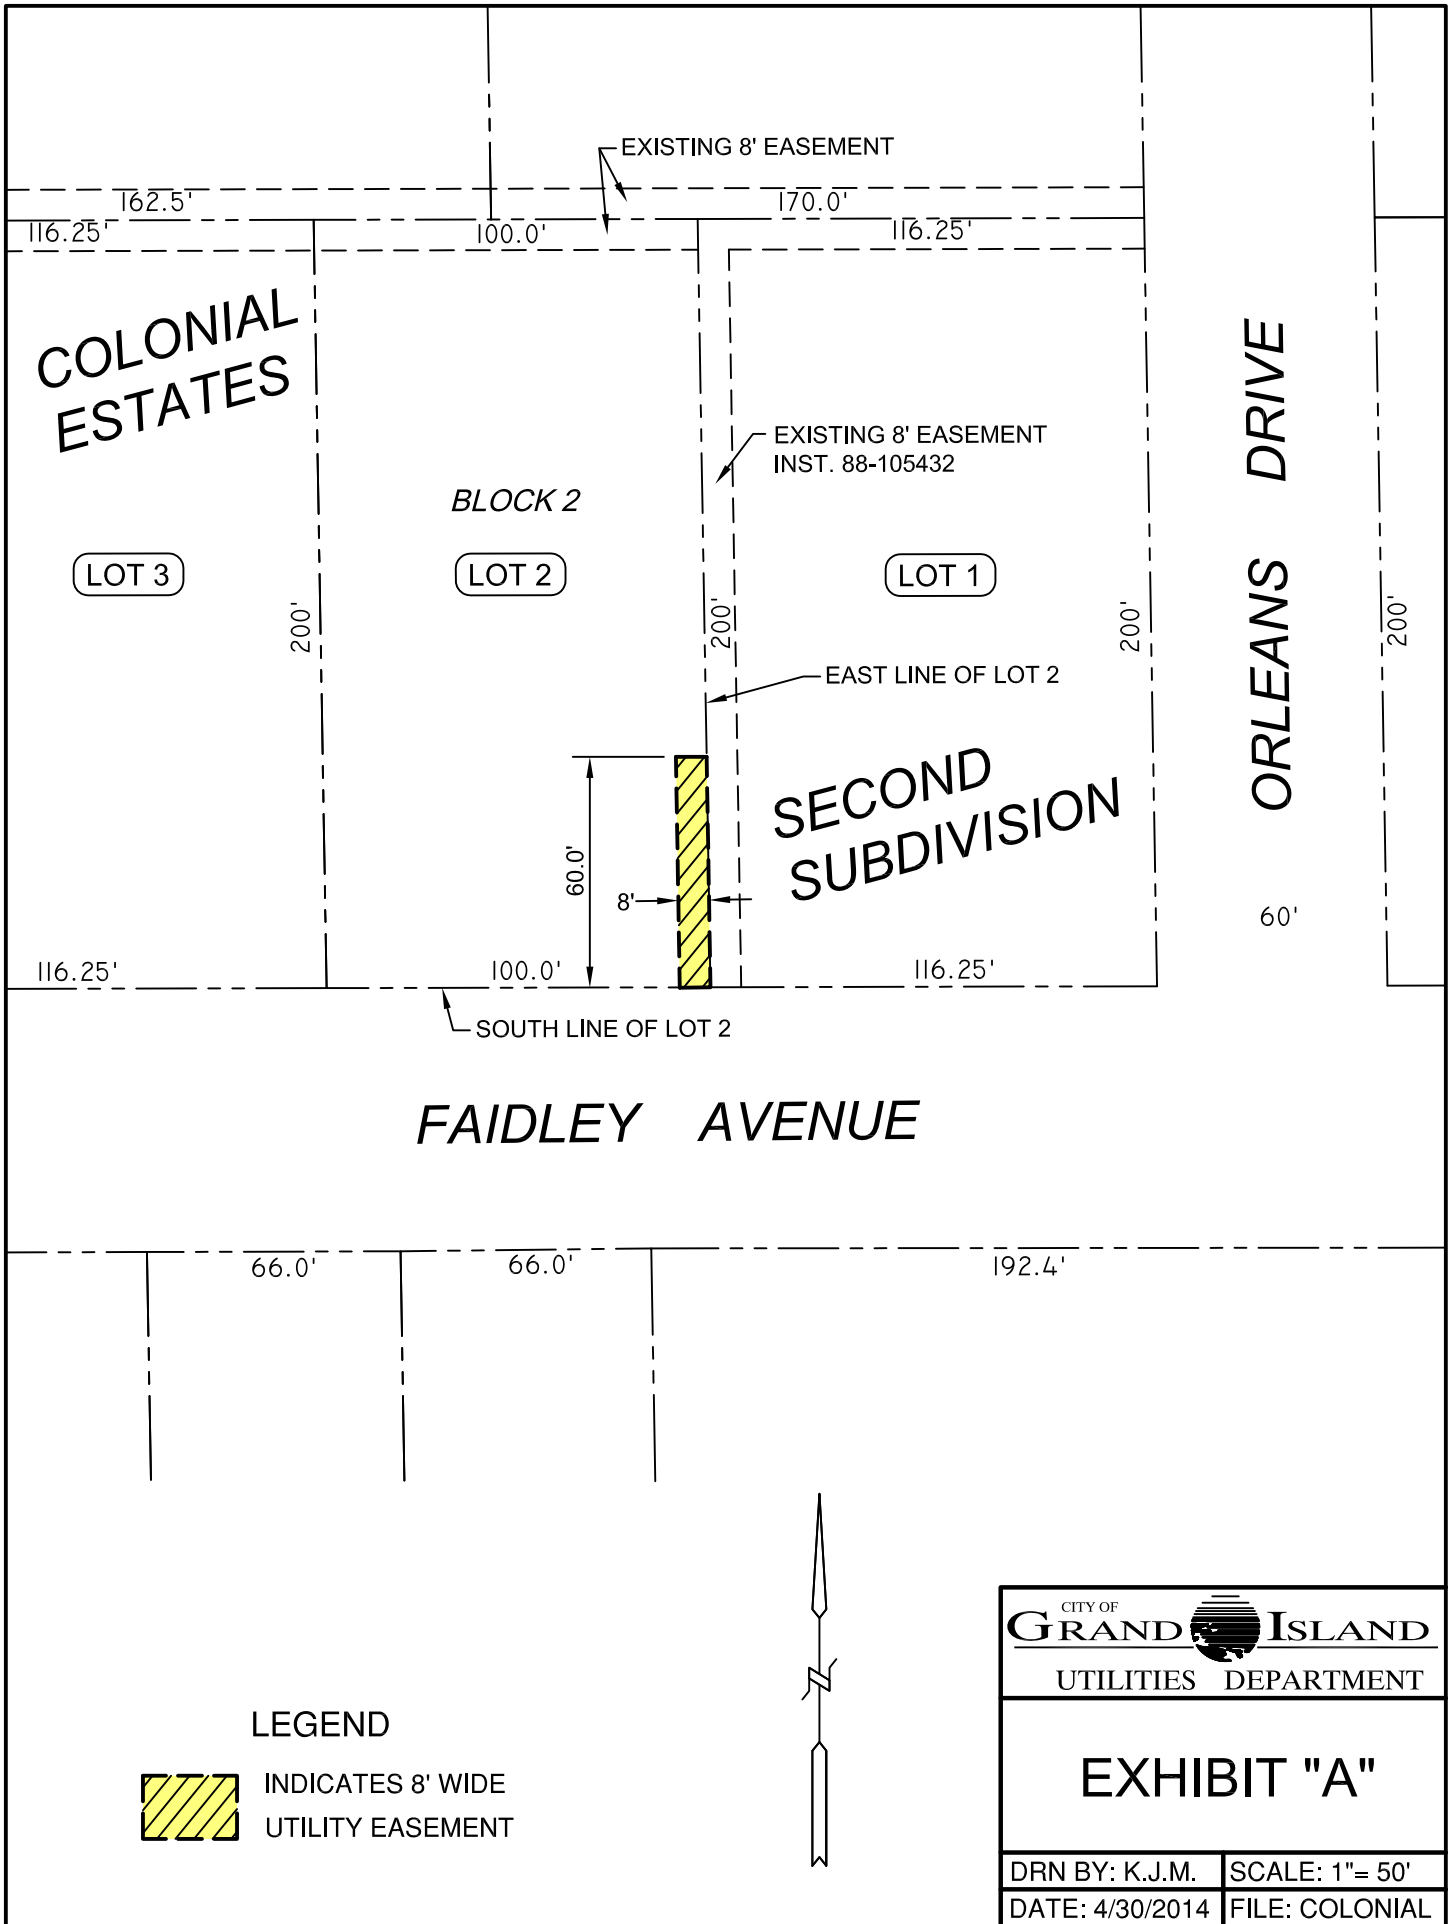 EXISTING 8' EASEMENT
162.5'
170.0'
116.25'
100.0'
116.25'
COLONIAL
ESTATES
EXISTING 8' EASEMENT
INST. 88-105432
BLOCK 2
LOT 3
LOT 2
LOT 1
200'
200'
200'
200'
ORLEANS DRIVE
EAST LINE OF LOT 2
SECOND
SUBDIVISION
60.0'
8'
60'
116.25'
100.0'
116.25'
SOUTH LINE OF LOT 2
FAIDLEY AVENUE
66.0'
66.0'
192.4'
LEGEND
INDICATES 8' WIDE
UTILITY EASEMENT
CITY OF
GRAND ISLAND
UTILITIES DEPARTMENT
EXHIBIT "A"
DRN BY: K.J.M.
SCALE: 1"= 50'
DATE: 4/30/2014
FILE: COLONIAL